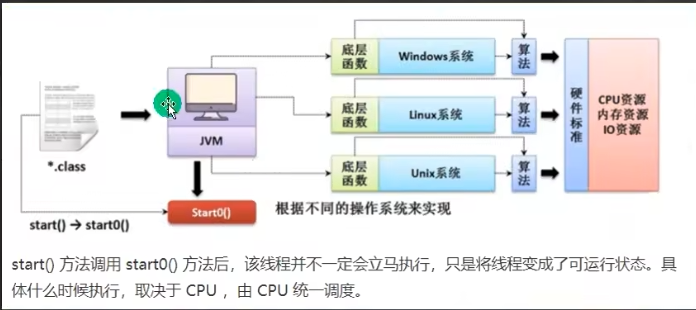 底层函数
Windows系统
算法
底层函数
Linux系统
算法
底层函数
Unix系统
算法
硬件标准
CPU资源
内存资源
IO资源
*.class
JVM
start() → start0()
Start0()
根据不同的操作系统来实现
start() 方法调用 start0() 方法后，该线程并不一定会立马执行，只是将线程变成了可运行状态。具
体什么时候执行，取决于 CPU ，由 CPU 统一调度。